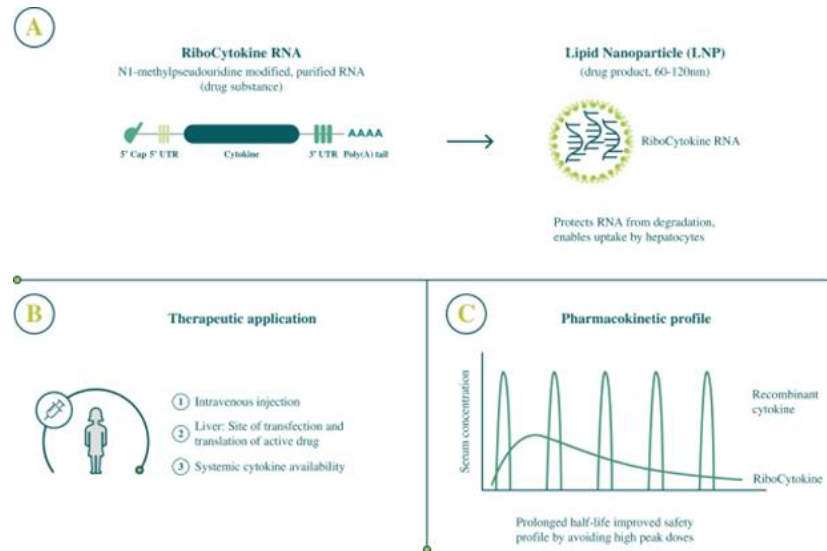 A
RiboCytokine RNA
N1-methylpseudouridine modified, purified RNA
(drug substance)
5' Cap 5' UTR Cytokine 3' UTR Poly(A) tail
AAAA
Lipid Nanoparticle (LNP)
(drug product, 60-120nm)
RiboCytokine RNA
Protects RNA from degradation,
enables uptake by hepatocytes
B
Therapeutic application
1 Intravenous injection
2 Liver: Site of transfection and
translation of active drug
3 Systemic cytokine availability
C
Pharmacokinetic profile
Serum concentration
Recombinant
cytokine
RiboCytokine
Prolonged half-life improved safety
profile by avoiding high peak doses